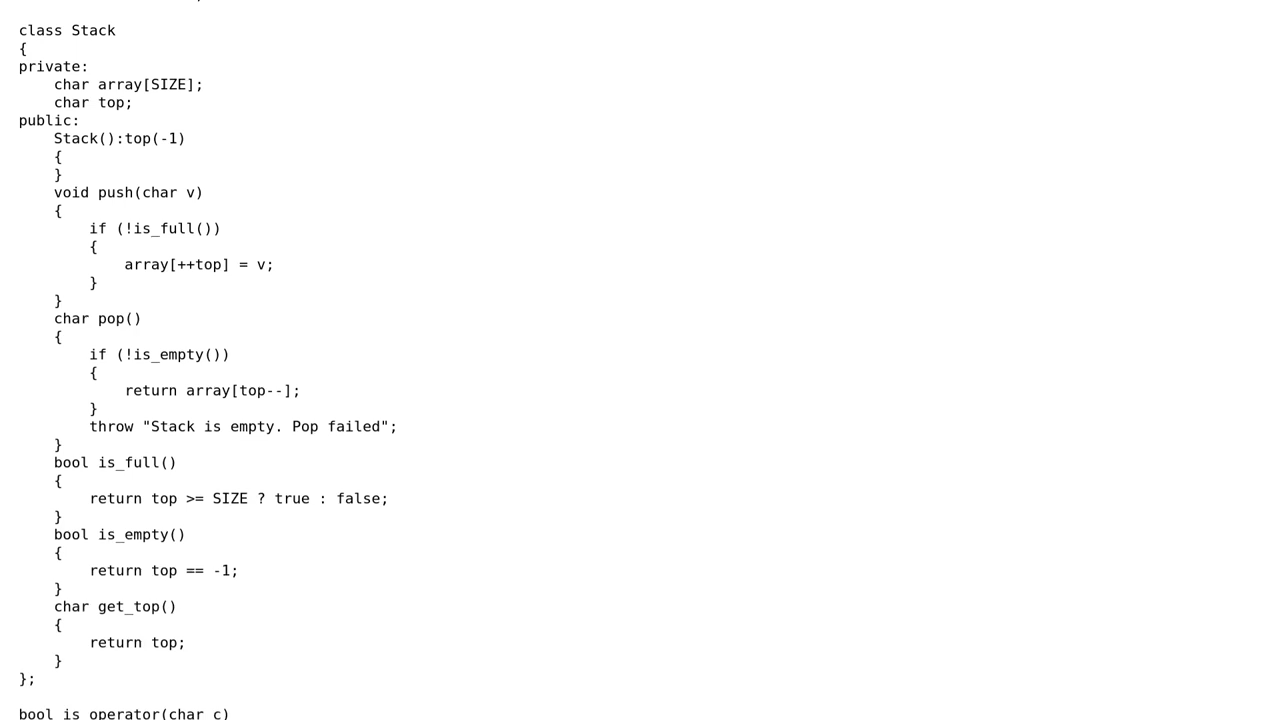 class Stack
{
private:
    char array[SIZE];
    char top;
public:
    Stack():top(-1)
    {
    }
    void push(char v)
    {
        if (!is_full())
        {
            array[++top] = v;
        }
    }
    char pop()
    {
        if (!is_empty())
        {
            return array[top--];
        }
        throw "Stack is empty. Pop failed";
    }
    bool is_full()
    {
        return top >= SIZE ? true : false;
    }
    bool is_empty()
    {
        return top == -1;
    }
    char get_top()
    {
        return top;
    }
};

bool is_operator(char c)